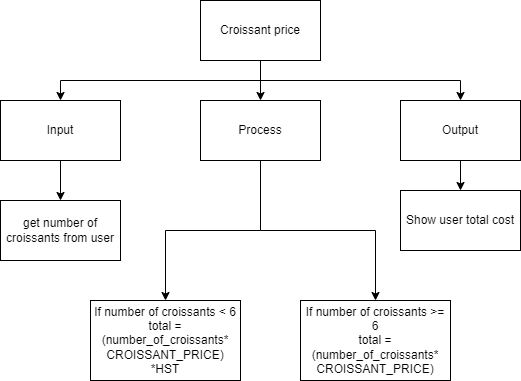 Croissant price
Input
Process
Output
get number of
croissants from user
Show user total cost
If number of croissants < 6
total =
(number_of_croissants*
CROISSANT_PRICE)
*HST
If number of croissants >=
6
total =
(number_of_croissants*
CROISSANT_PRICE)